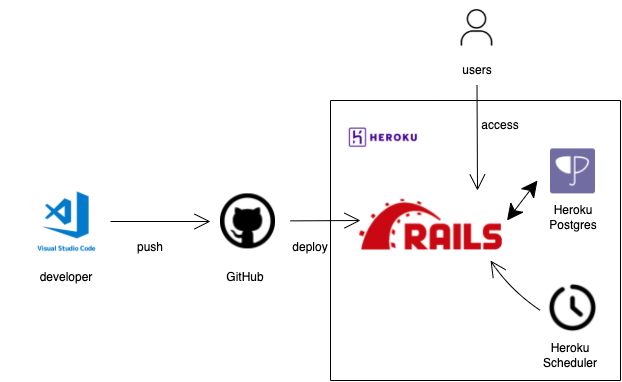 users
access
HEROKU
Heroku
Postgres
RAILS
Visual Studio Code
developer
push
GitHub
deploy
Heroku
Scheduler